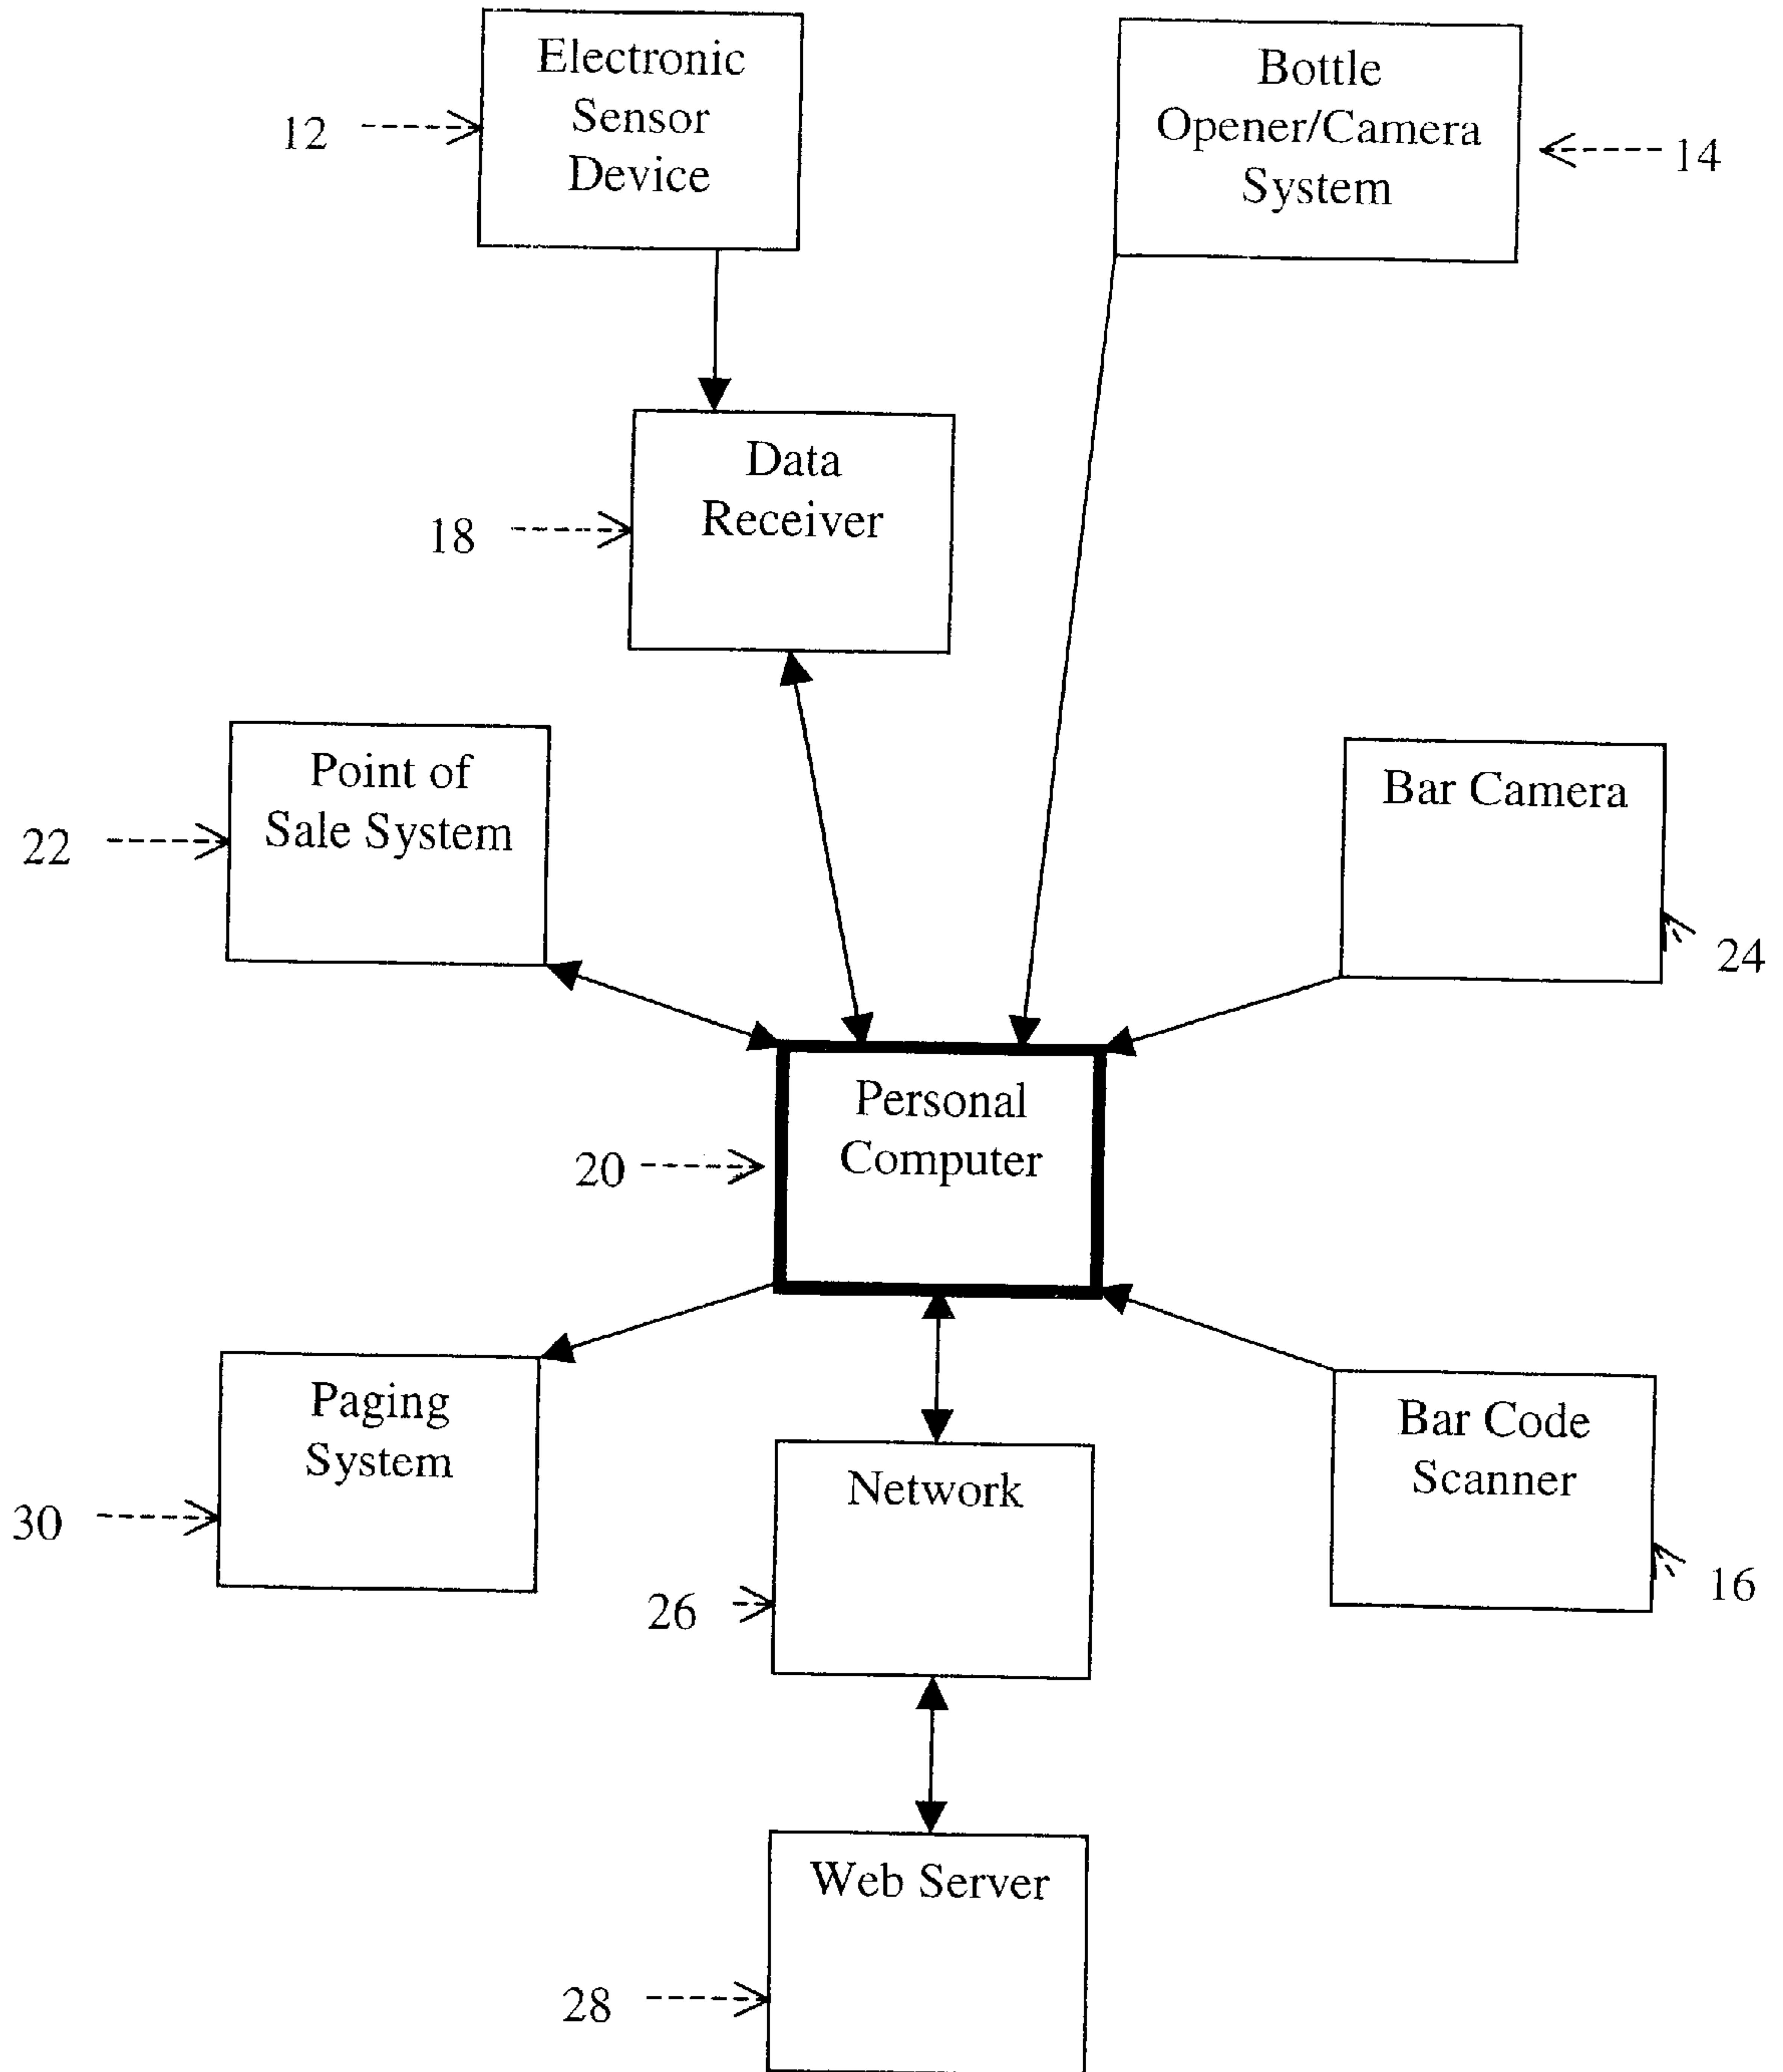 Electronic
Sensor
Device
12
Bottle
Opener/Camera
System
14
Data
Receiver
18
Point of
Sale System
22
Bar Camera
24
Personal
Computer
20
Paging
System
30
Network
26
Bar Code
Scanner
16
Web Server
28